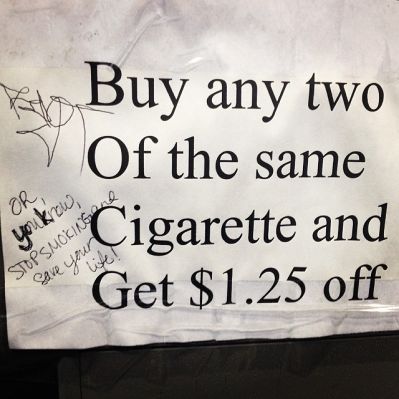 Buy any two
Of the same
Cigarette and
Get $1.25 off
OR,
you know,
STOP SMOKING and
save your
life!